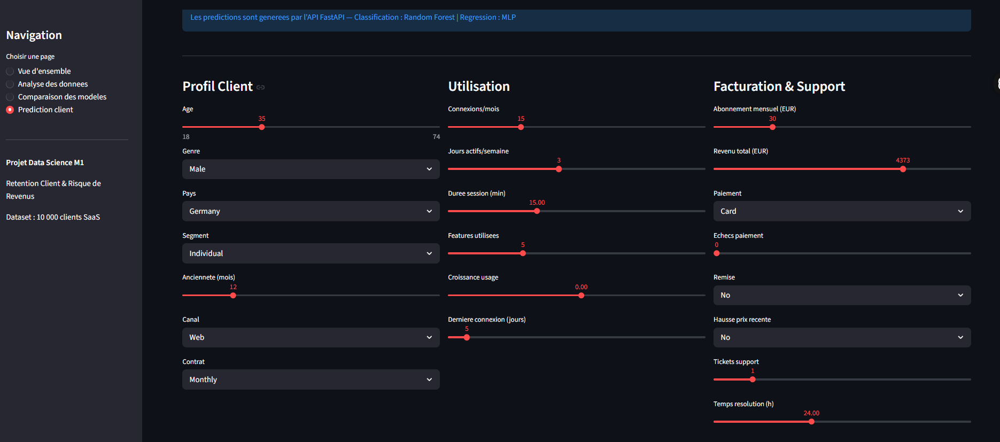 Navigation
Choisir une page
Vue d'ensemble
Analyse des donnees
Comparaison des modeles
Prediction client
Projet Data Science M1
Retention Client & Risque de
Revenus
Dataset : 10 000 clients SaaS
Les predictions sont generees par l'API FastAPI — Classification : Random Forest | Regression : MLP
Profil Client
Age
35
18 74
Genre
Male
Pays
Germany
Segment
Individual
Anciennete (mois)
12
Canal
Web
Contrat
Monthly
Utilisation
Connexions/mois
15
Jours actifs/semaine
3
Duree session (min)
15.00
Features utilisees
5
Croissance usage
0.00
Derniere connexion (jours)
5
Facturation & Support
Abonnement mensuel (EUR)
30
Revenu total (EUR)
4373
Paiement
Card
Echecs paiement
0
Remise
No
Hausse prix recente
No
Tickets support
1
Temps resolution (h)
24.00